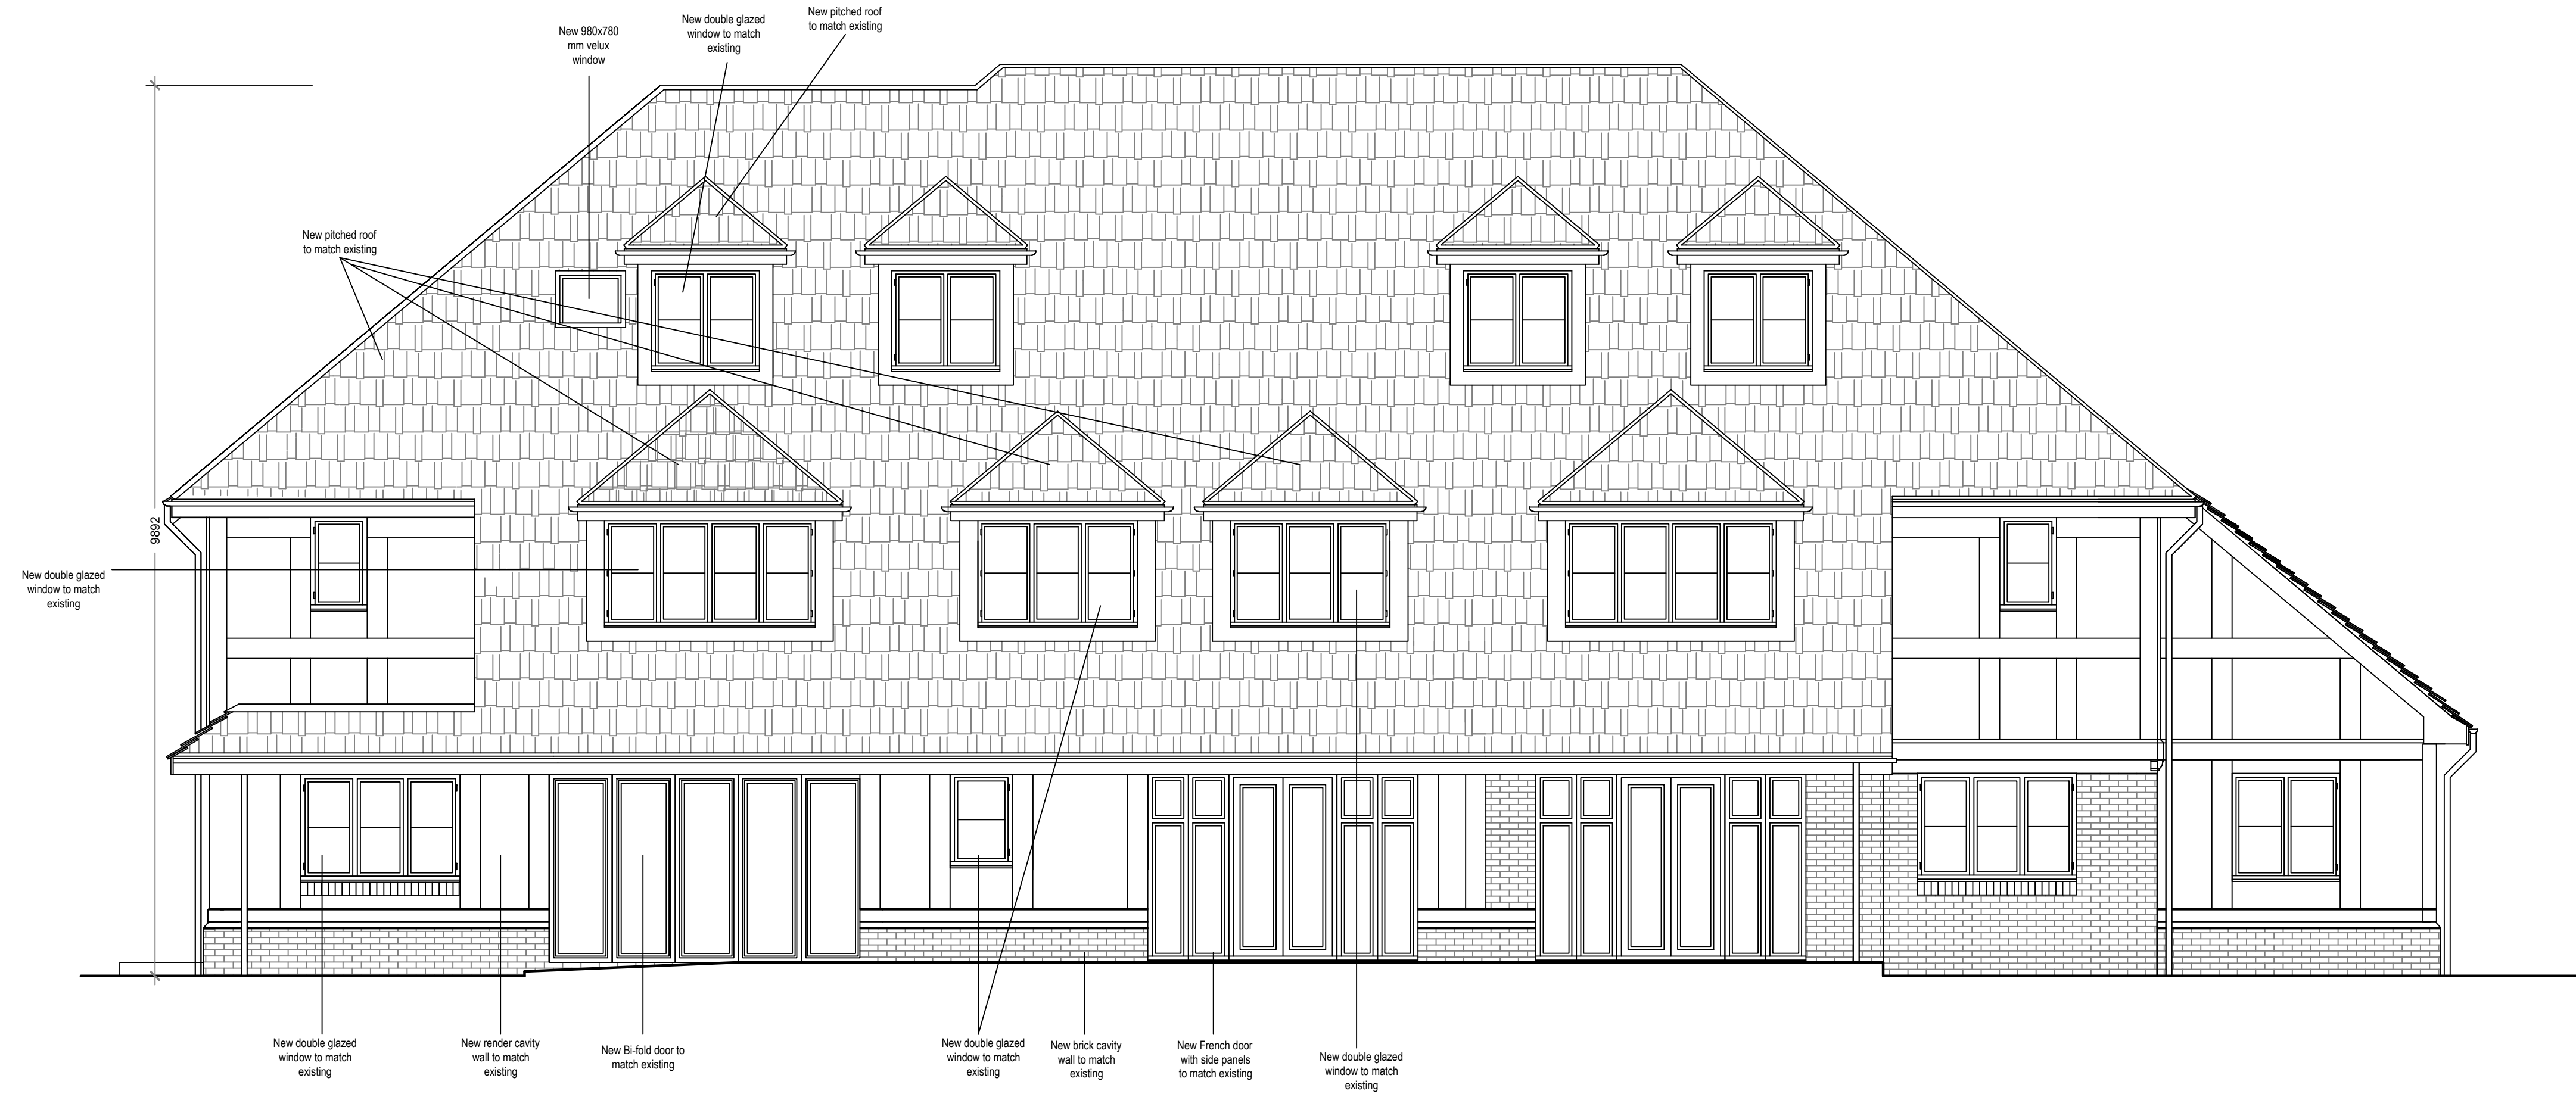 New pitched roof
to match existing
New double glazed
window to match
existing
New 980x780
mm velux
window
New pitched roof
to match existing
9892
New double glazed
window to match
existing
New double glazed
window to match
existing
New render cavity
wall to match
existing
New Bi-fold door to
match existing
New double glazed
window to match
existing
New brick cavity
wall to match
existing
New French door
with side panels
to match existing
New double glazed
window to match
existing